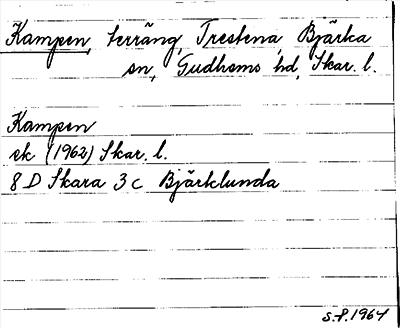 Kampen, terräng, Trestena, Bjärka
sn, Gudhems hd, Skar. l.
Kampen
ek (1962) Skar. l.
8 D Skara 3 c Bjärklunda
S.P. 1964